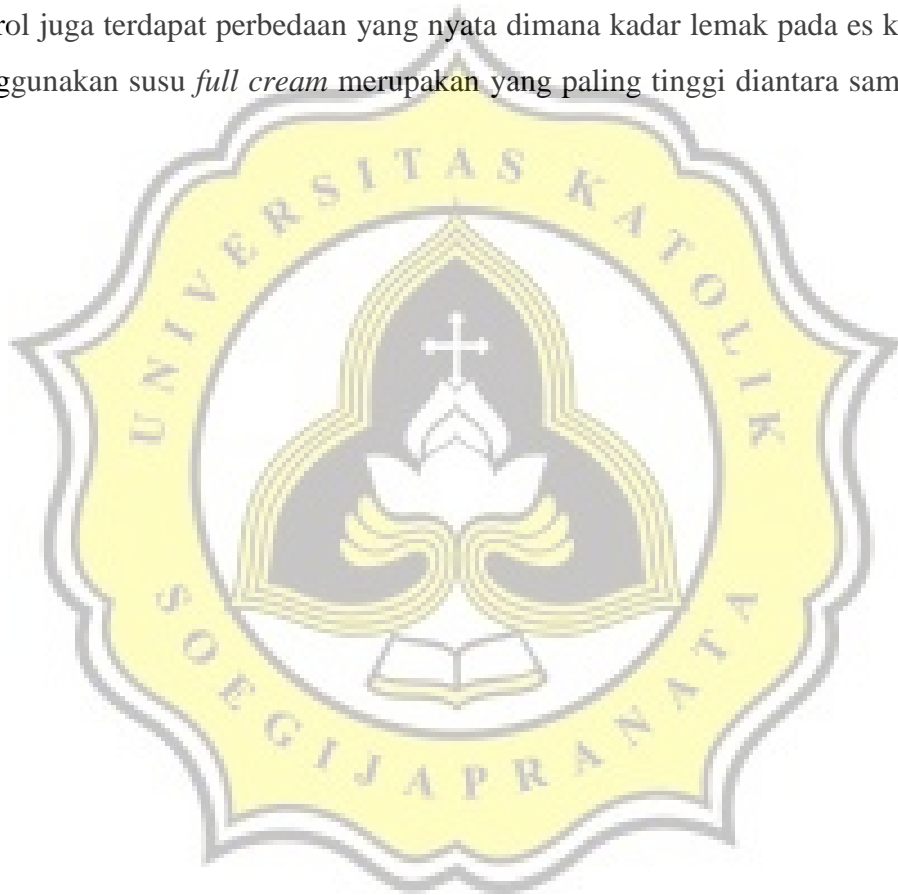 rol juga terdapat perbedaan yang nyata dimana kadar lemak pada es k
ggunakan susu full cream merupakan yang paling tinggi diantara sam
UNIVERSITAS KATOLIK
SOEGIJAPRANATA